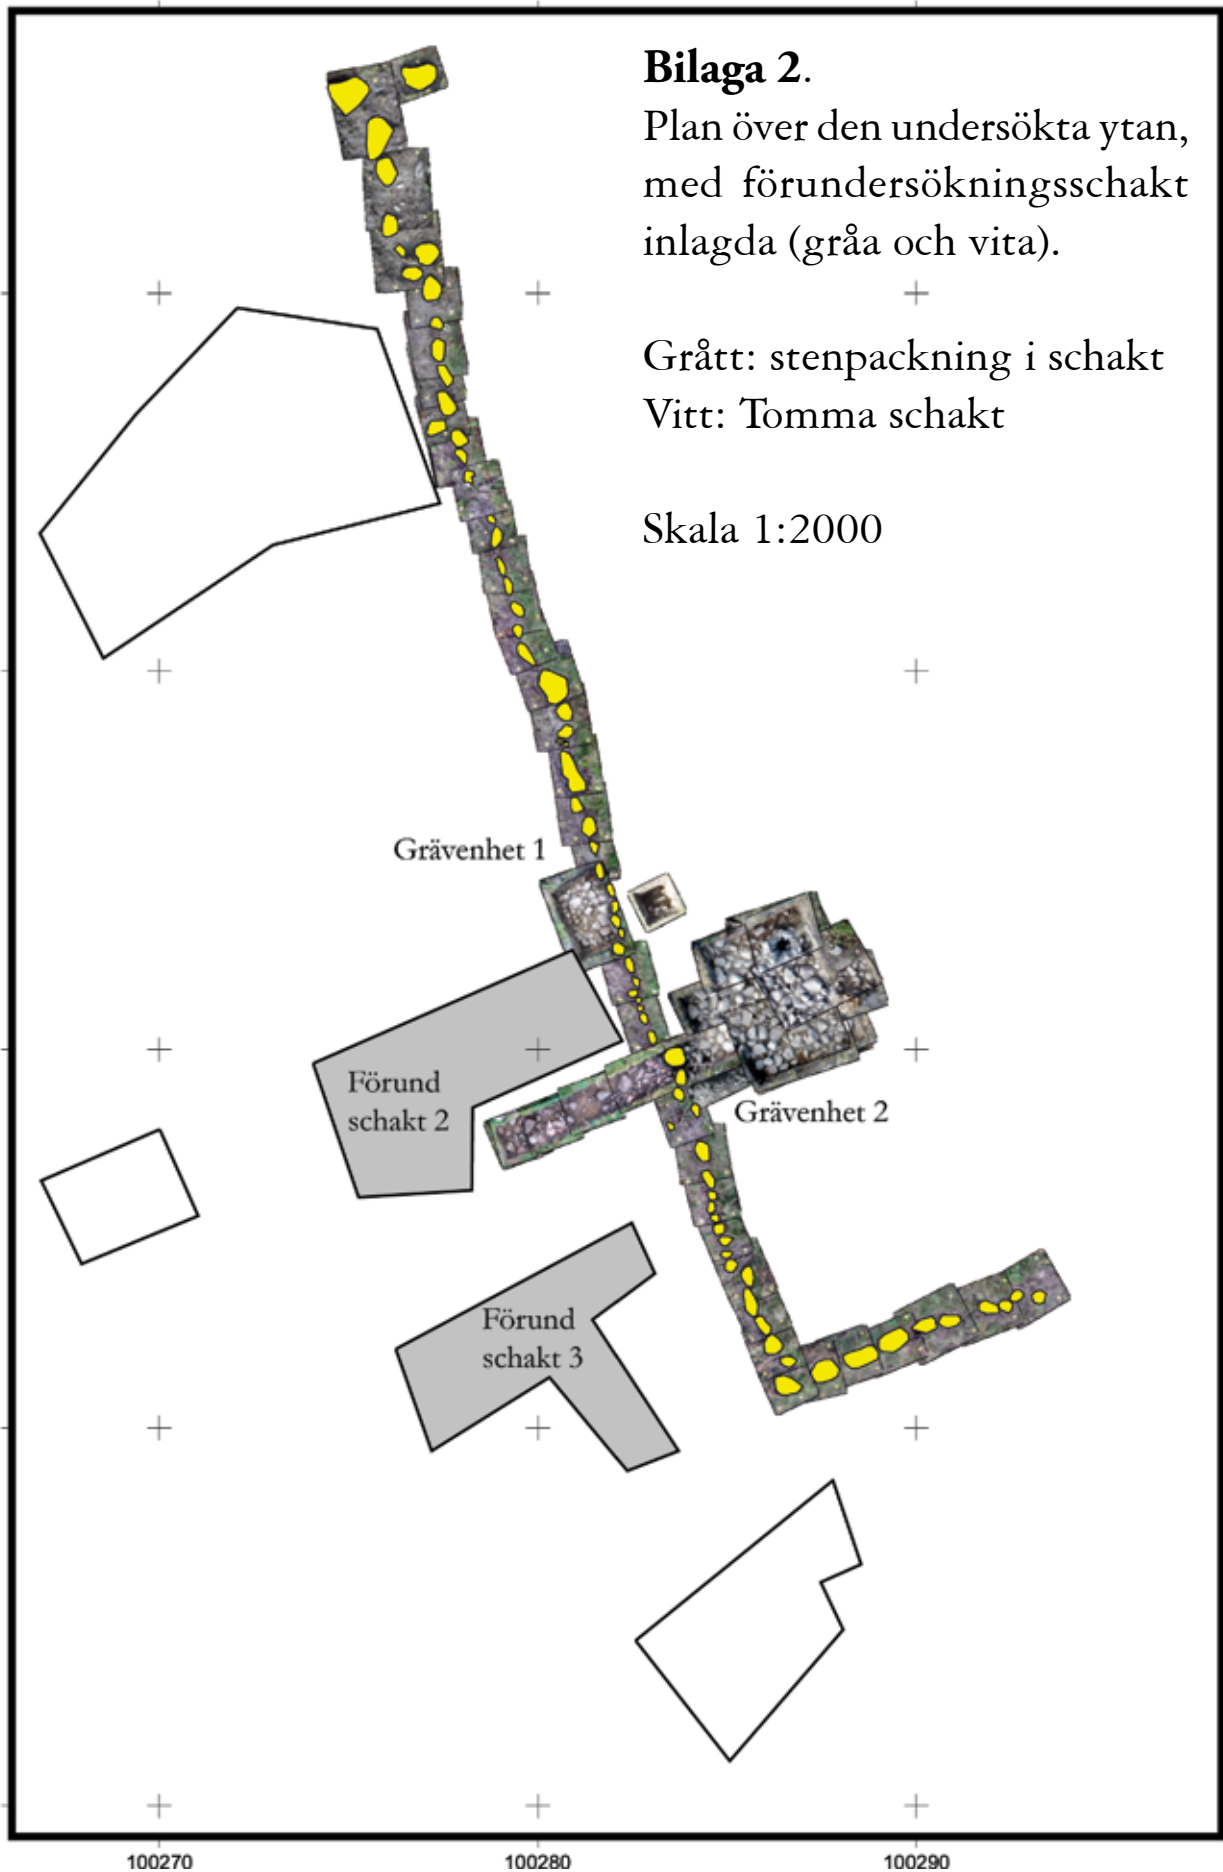 Bilaga 2.
Plan över den undersökta ytan,
med förundersökningsschakt
inlagda (gråa och vita).
Grått: stenpackning i schakt
Vitt: Tomma schakt
Skala 1:2000
Grävenhet 1
Förund
schakt 2
Grävenhet 2
Förund
schakt 3
100270
100280
100290